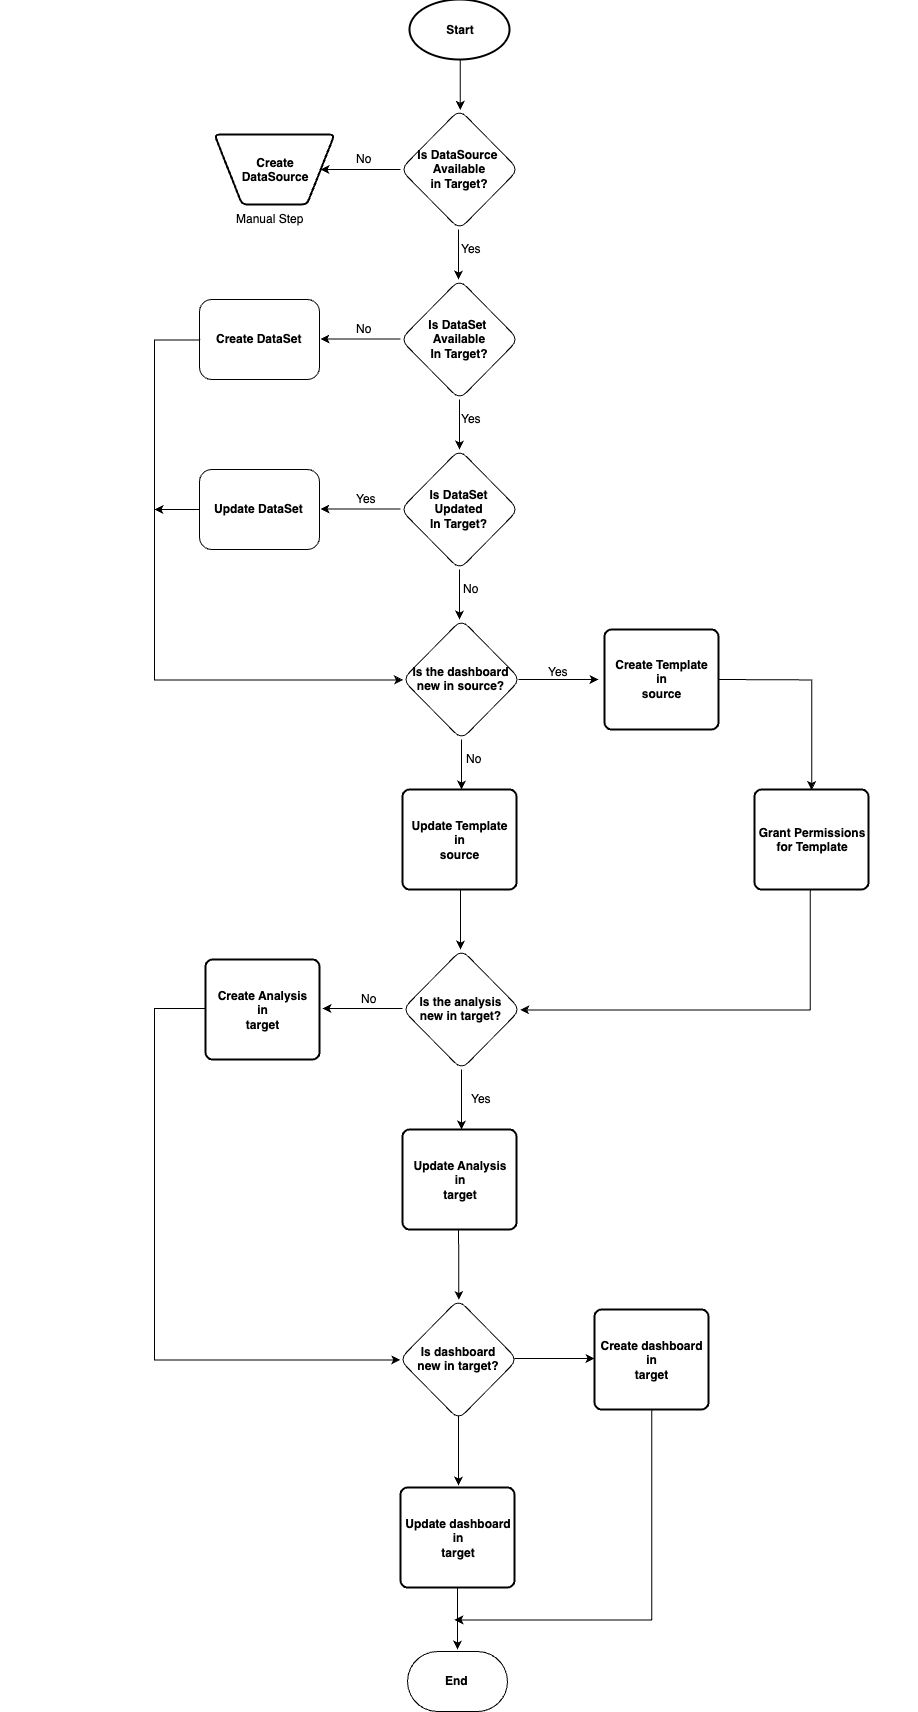 Start
Is DataSource
Available
in Target?
No
Create
DataSource
Manual Step
Yes
Is DataSet
Available
In Target?
No
Create DataSet
Yes
Is DataSet
Updated
In Target?
Yes
Update DataSet
No
Is the dashboard
new in source?
Yes
Create Template
in
source
No
Update Template
in
source
Grant Permissions
for Template
Is the analysis
new in target?
No
Create Analysis
in
target
Yes
Update Analysis
in
target
Is dashboard
new in target?
Create dashboard
in
target
Update dashboard
in
target
End